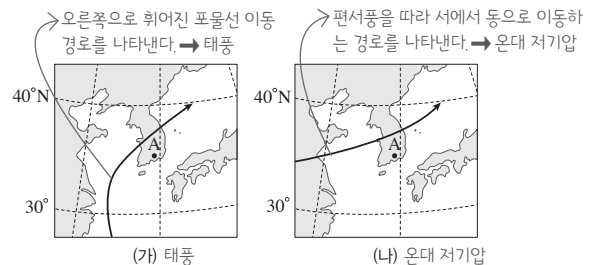 오른쪽으로 휘어진 포물선 이동
경로를 나타낸다. ➡ 태풍
편서풍을 따라 서에서 동으로 이동하
는 경로를 나타낸다. ➡ 온대 저기압
40°N
A
30°
(가) 태풍
40°N
A
30°
(나) 온대 저기압